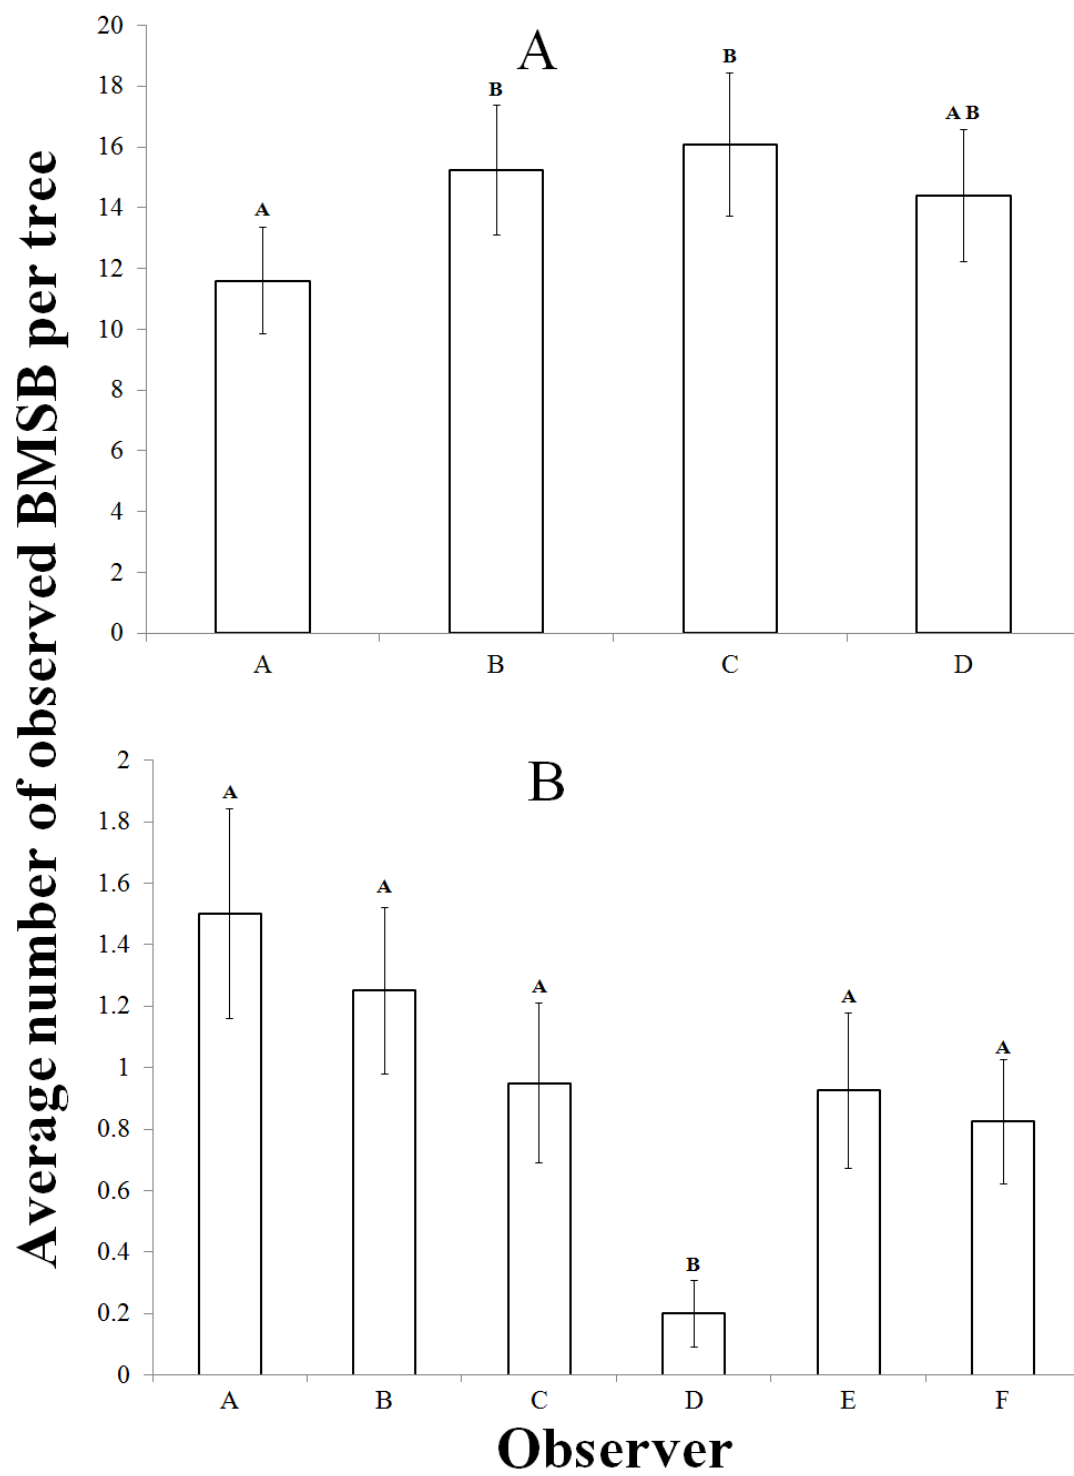 Average number of observed BMSB per tree
A
20
18
16
14
12
10
8
6
4
2
0
A
B
B
A B
A B C D
B
2
1.8
1.6
1.4
1.2
1
0.8
0.6
0.4
0.2
0
A
A
A
B
A
A
A B C D E F
Observer